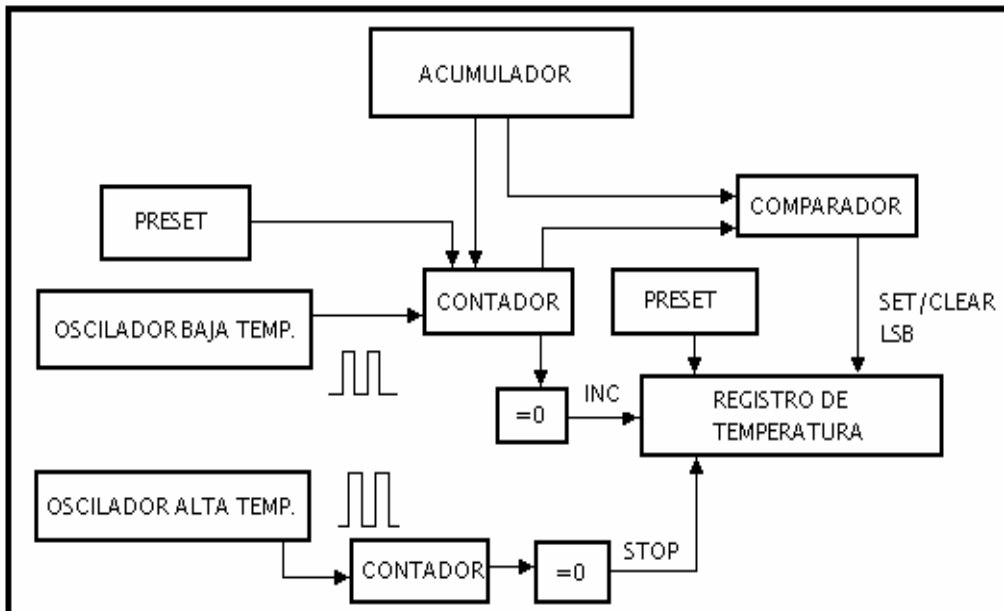 ACUMULADOR
PRESET
COMPARADOR
CONTADOR
PRESET
SET/CLEAR
LSB
OSCILADOR BAJA TEMP.
=0
INC
REGISTRO DE
TEMPERATURA
OSCILADOR ALTA TEMP.
CONTADOR
=0
STOP